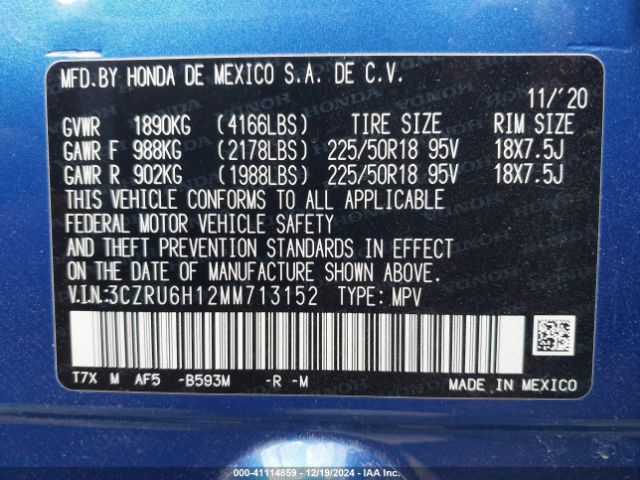 MFD.BY HONDA DE MEXICO S.A. DE C.V.
11/'20
GVWR 1890KG (4166LBS) TIRE SIZE RIM SIZE
GAWR F 988KG (2178LBS) 225/50R18 95V 18X7.5J
GAWR R 902KG (1988LBS) 225/50R18 95V 18X7.5J
THIS VEHICLE CONFORMS TO ALL APPLICABLE
FEDERAL MOTOR VEHICLE SAFETY
AND THEFT PREVENTION STANDARDS IN EFFECT
ON THE DATE OF MANUFACTURE SHOWN ABOVE.
V.I.N:3CZRU6H12MM713152 TYPE: MPV
T7X M AF5 -B593M -R -M
MADE IN MEXICO
000-41114859 | 12/19/2024 - Copart, Inc.